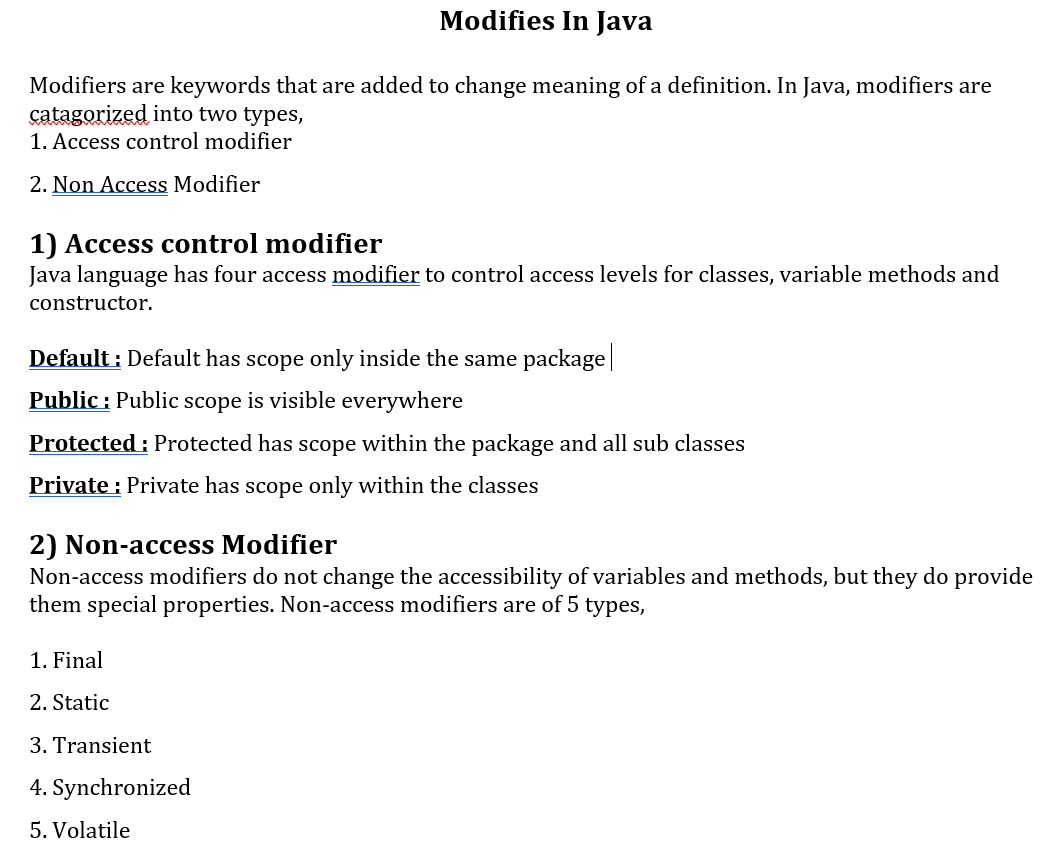 Modifies In Java
Modifiers are keywords that are added to change meaning of a definition. In Java, modifiers are
catagorized into two types,
1. Access control modifier
2. Non Access Modifier
1) Access control modifier
Java language has four access modifier to control access levels for classes, variable methods and
constructor.
Default : Default has scope only inside the same package
Public : Public scope is visible everywhere
Protected : Protected has scope within the package and all sub classes
Private : Private has scope only within the classes
2) Non-access Modifier
Non-access modifiers do not change the accessibility of variables and methods, but they do provide
them special properties. Non-access modifiers are of 5 types,
1. Final
2. Static
3. Transient
4. Synchronized
5. Volatile